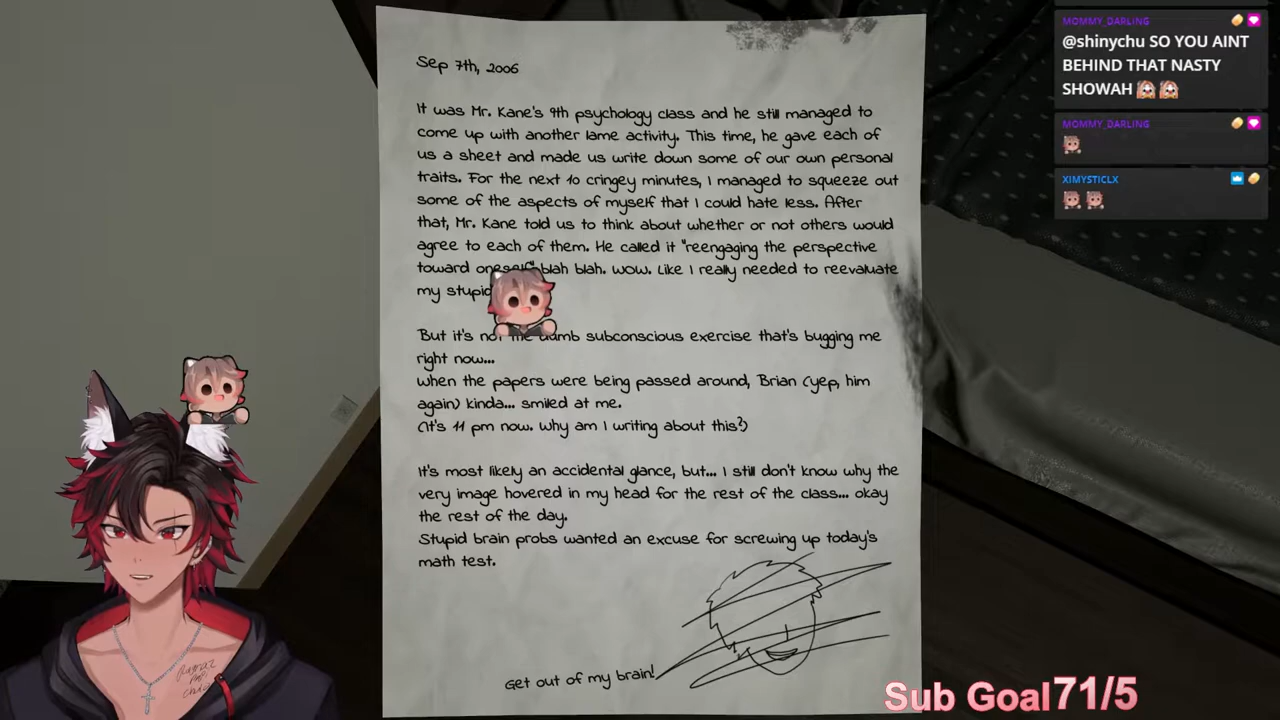 Sep 7th, 2006
It was Mr. Kane's 9th psychology class and he still managed to
come up with another lame activity. This time, he gave each of
us a sheet and made us write down some of our own personal
traits. For the next 10 cringey minutes, I managed to squeeze out
some of the aspects of myself that I could hate less. After
that, Mr. Kane told us to think about whether or not others would
agree to each of them. He called it "reengaging the perspective
toward oneself" blah blah. Wow. Like I really needed to reevaluate
my stupid
But it's not the dumb subconscious exercise that's bugging me
right now...
When the papers were being passed around, Brian (yep, him
again) kinda... smiled at me.
(It's 11 pm now. Why am I writing about this?)
It's most likely an accidental glance, but... I still don't know why the
very image hovered in my head for the rest of the class... okay
the rest of the day.
Stupid brain probs wanted an excuse for screwing up today's
math test.
Get out of my brain!
MOMMY_DARLING
@shinychu SO YOU AINT
BEHIND THAT NASTY
SHOWAH
MOMMY_DARLING
XIMYSTICLX
Sub Goal 71/5